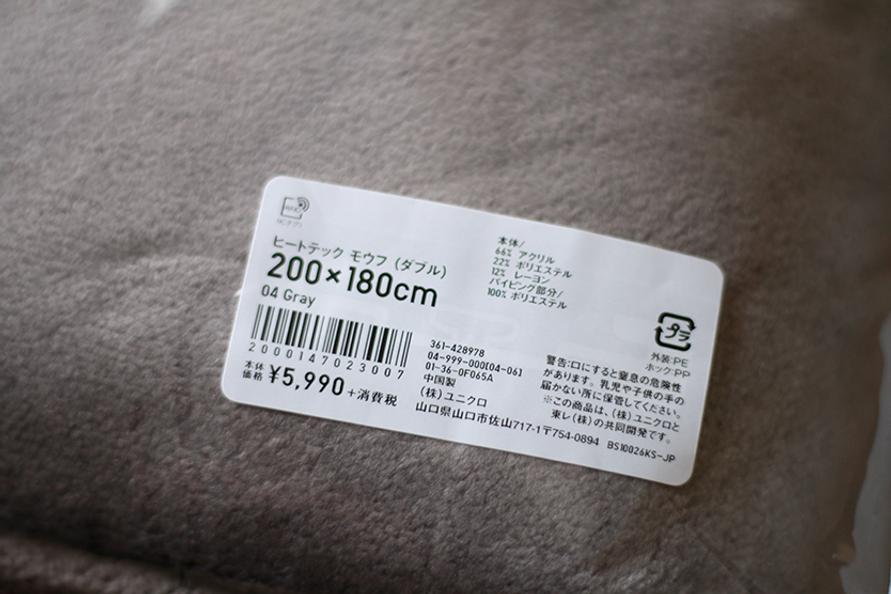 ヒートテック モウフ (ダブル)
200×180cm
04 Gray
2000147023007
本体価格 ¥5,990 +消費税
本体/
66% アクリル
22% ポリエステル
12% レーヨン
パイピング部分/
100% ポリエステル
361-428978
04-999-000[04-06]
01-36-0F065A
中国製
(株)ユニクロ
山口県山口市佐山717-1〒754-0894
プラ
外装:PE
ホック:PP
警告:口にすると窒息の危険性
があります。乳児や子供の手の
届かない所に保管してください。
※この商品は、(株)ユニクロと
東レ(株)の共同開発です。
BS10026KS-JP